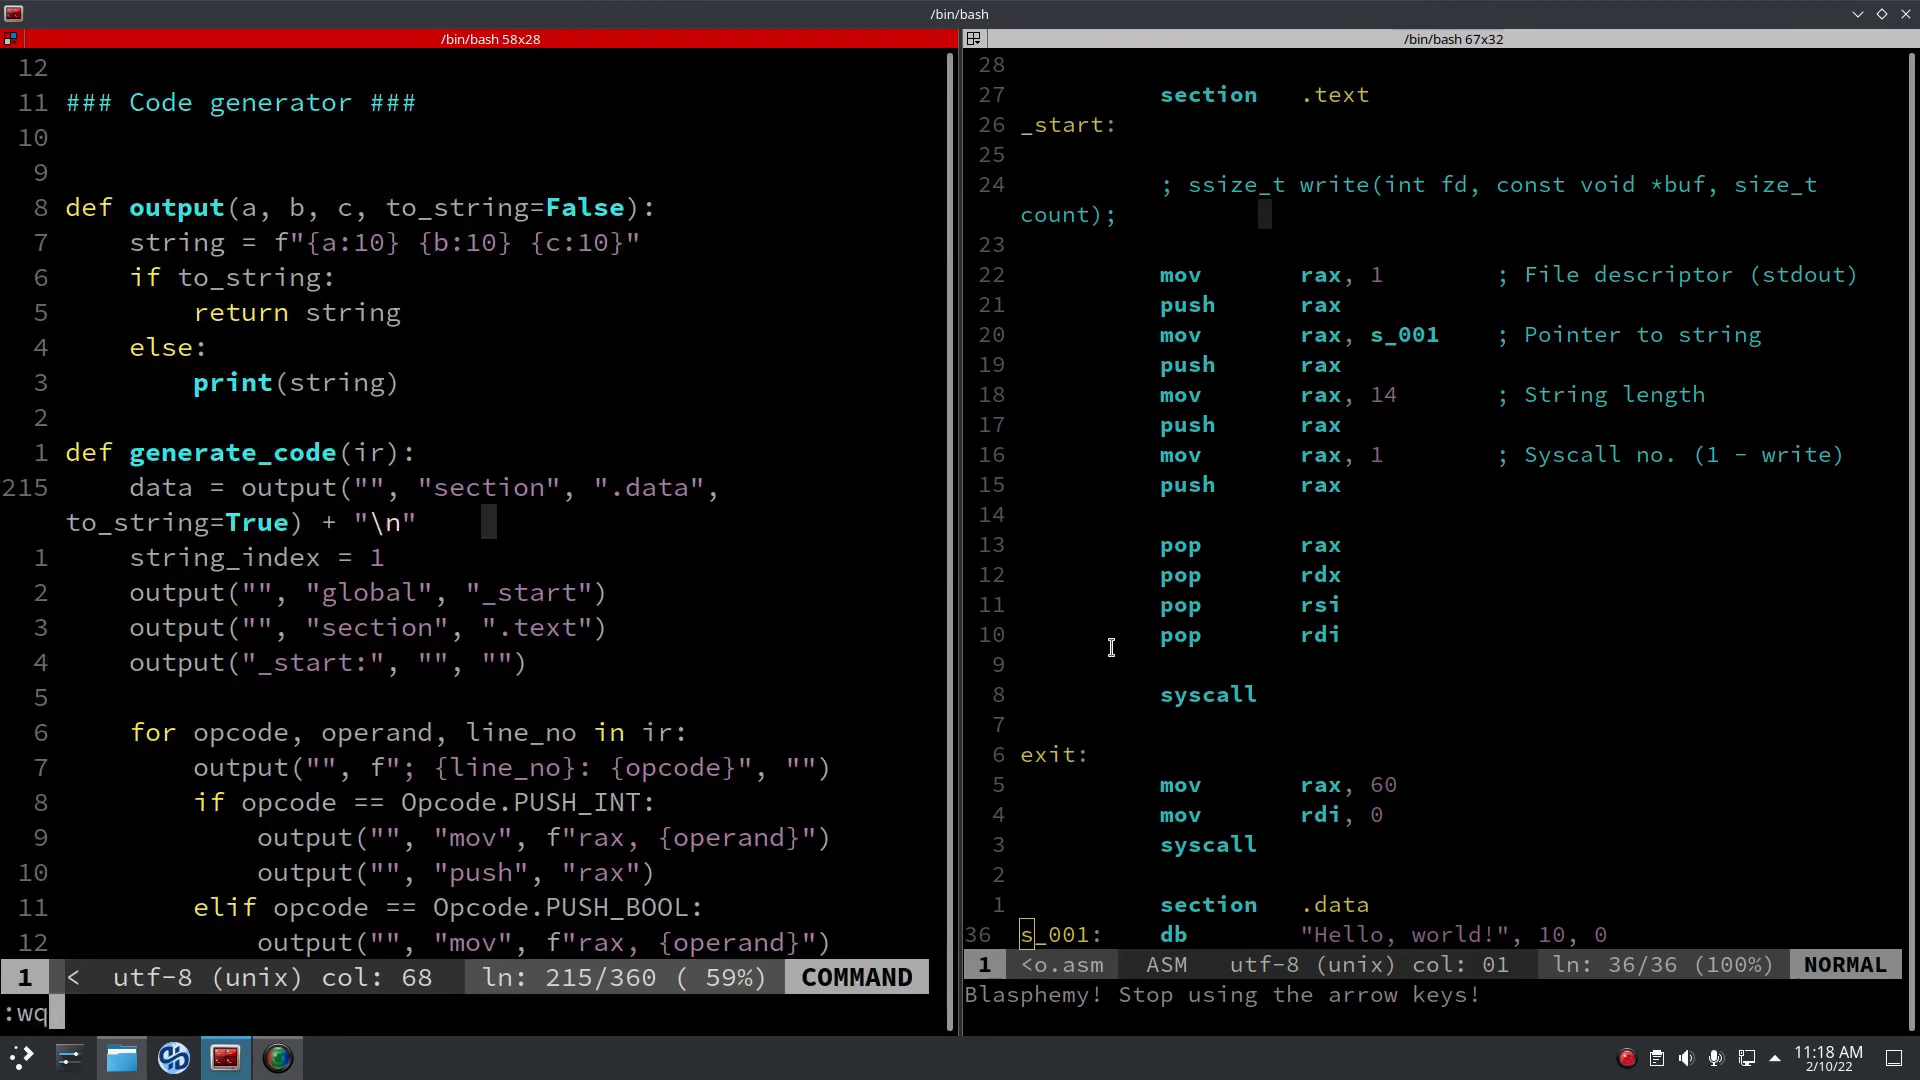 /bin/bash
/bin/bash 58x28
12
11 ### Code generator ###
10
9
8 def output(a, b, c, to_string=False):
7     string = f"{a:10} {b:10} {c:10}"
6     if to_string:
5         return string
4     else:
3         print(string)
2
1 def generate_code(ir):
215     data = output("", "section", ".data",
to_string=True) + "\n"
1     string_index = 1
2     output("", "global", "_start")
3     output("", "section", ".text")
4     output("_start:", "", "")
5
6     for opcode, operand, line_no in ir:
7         output("", f"; {line_no}: {opcode}", "")
8         if opcode == Opcode.PUSH_INT:
9             output("", "mov", f"rax, {operand}")
10             output("", "push", "rax")
11         elif opcode == Opcode.PUSH_BOOL:
12             output("", "mov", f"rax, {operand}")
1 < utf-8 (unix) col: 68 ln: 215/360 ( 59%) COMMAND
:wq
/bin/bash 67x32
28
27           section   .text
26 _start:
25
24           ; ssize_t write(int fd, const void *buf, size_t
count);
23
22           mov       rax, 1        ; File descriptor (stdout)
21           push      rax
20           mov       rax, s_001    ; Pointer to string
19           push      rax
18           mov       rax, 14       ; String length
17           push      rax
16           mov       rax, 1        ; Syscall no. (1 - write)
15           push      rax
14
13           pop       rax
12           pop       rdx
11           pop       rsi
10           pop       rdi
9
8           syscall
7
6 exit:
5           mov       rax, 60
4           mov       rdi, 0
3           syscall
2
1           section   .data
36 s_001:    db        "Hello, world!", 10, 0
1 <o.asm ASM utf-8 (unix) col: 01 ln: 36/36 (100%) NORMAL
Blasphemy! Stop using the arrow keys!
11:18 AM
2/10/22